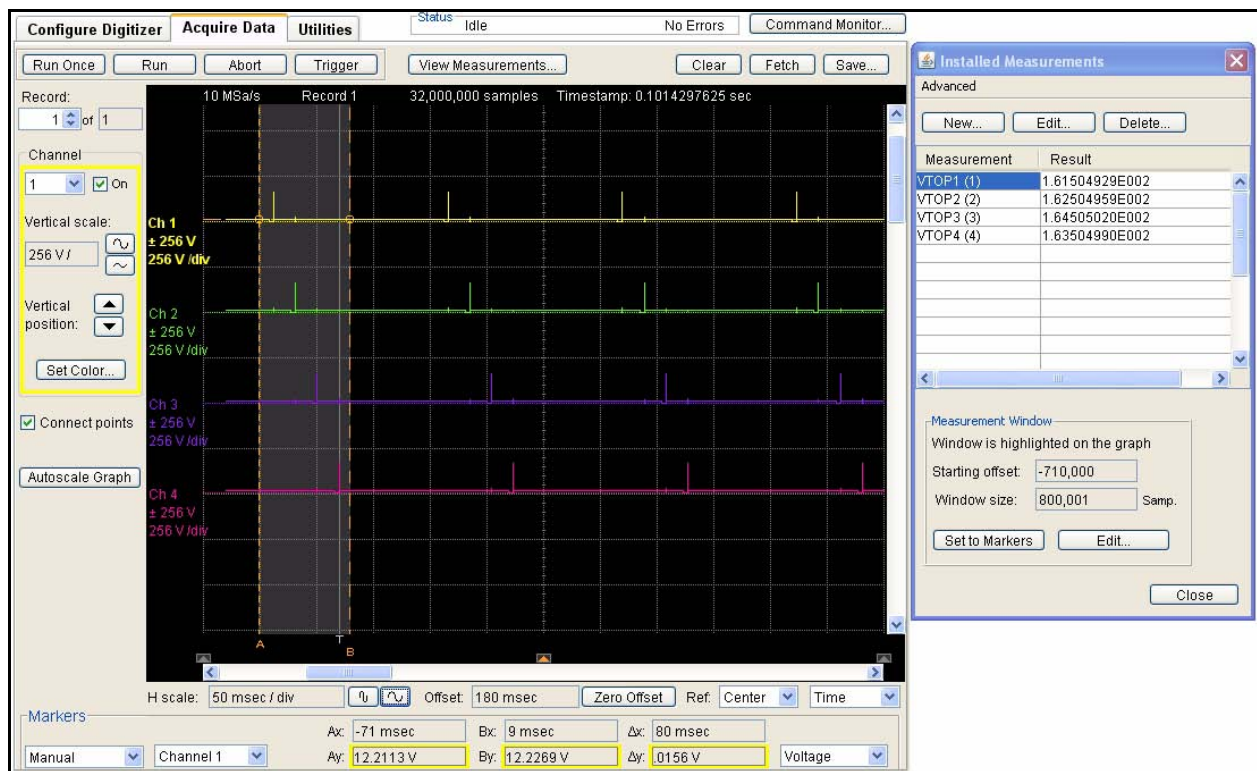 Configure Digitizer Acquire Data Utilities
Status
Idle No Errors Command Monitor...
Run Once Run Abort Trigger View Measurements... Clear Fetch Save...
Record:
1 of 1
Channel
1 On
Vertical scale:
256 V /
Vertical
position:
Set Color...
Connect points
Autoscale Graph
10 MSa/s Record 1 32,000,000 samples Timestamp: 0.1014297625 sec
Ch 1
± 256 V
256 V /div
Ch 2
± 256 V
256 V /div
Ch 3
± 256 V
256 V /div
Ch 4
± 256 V
256 V /div
T
A B
H scale: 50 msec / div Offset: 180 msec Zero Offset Ref: Center Time
Markers
Ax: -71 msec Bx: 9 msec Δx: 80 msec
Manual Channel 1 Ay: 12.2113 V By: 12.2269 V Δy: .0156 V Voltage
Installed Measurements
Advanced
New... Edit... Delete...
Measurement Result
VTOP1 (1) 1.61504929E002
VTOP2 (2) 1.62504959E002
VTOP3 (3) 1.64505020E002
VTOP4 (4) 1.63504990E002
Measurement Window
Window is highlighted on the graph
Starting offset: -710,000
Window size: 800,001 Samp.
Set to Markers Edit...
Close